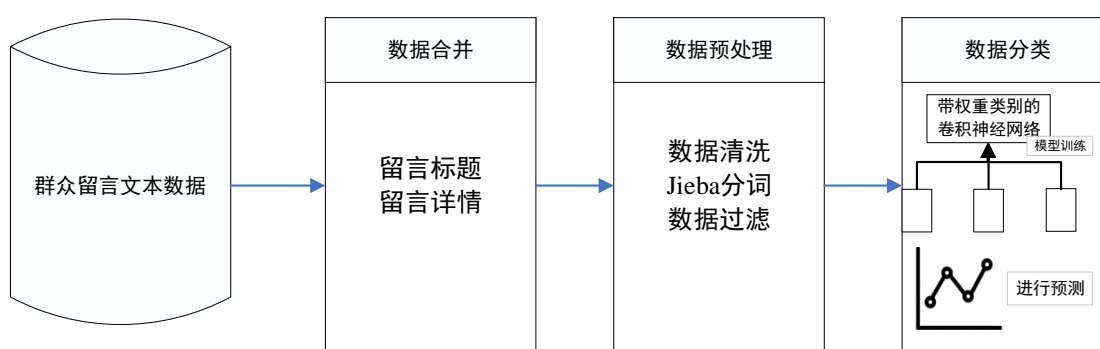 群众留言文本数据
数据合并
留言标题
留言详情
数据预处理
数据清洗
Jieba分词
数据过滤
数据分类
带权重类别的
卷积神经网络
模型训练
进行预测